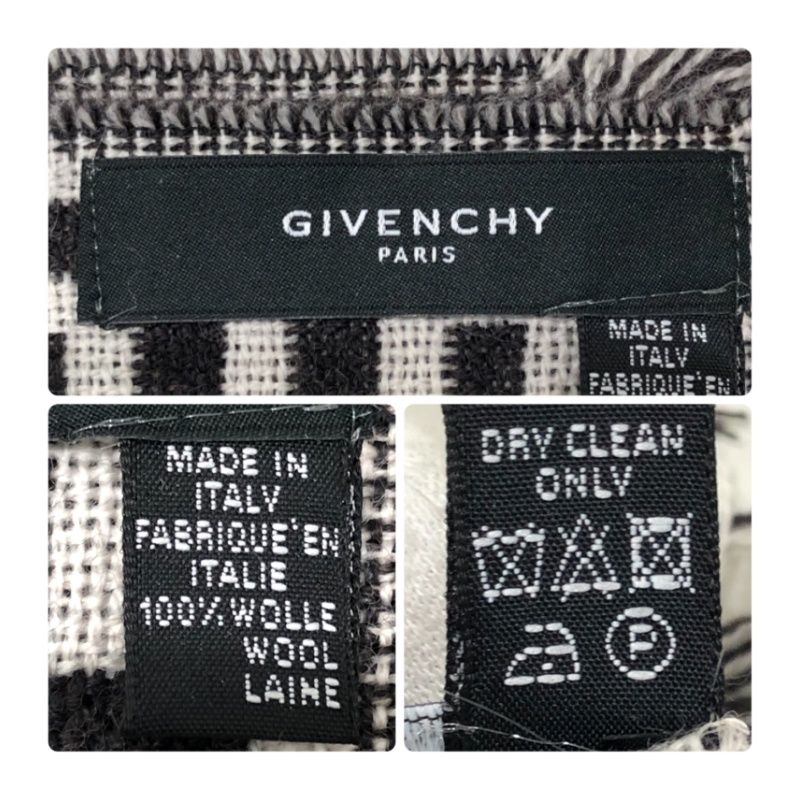 GIVENCHY
PARIS
MADE IN
ITALY
FABRIQUE'EN
MADE IN
ITALY
FABRIQUE'EN
ITALIE
100% WOLLE
WOOL
LAINE
DRY CLEAN
ONLY
P